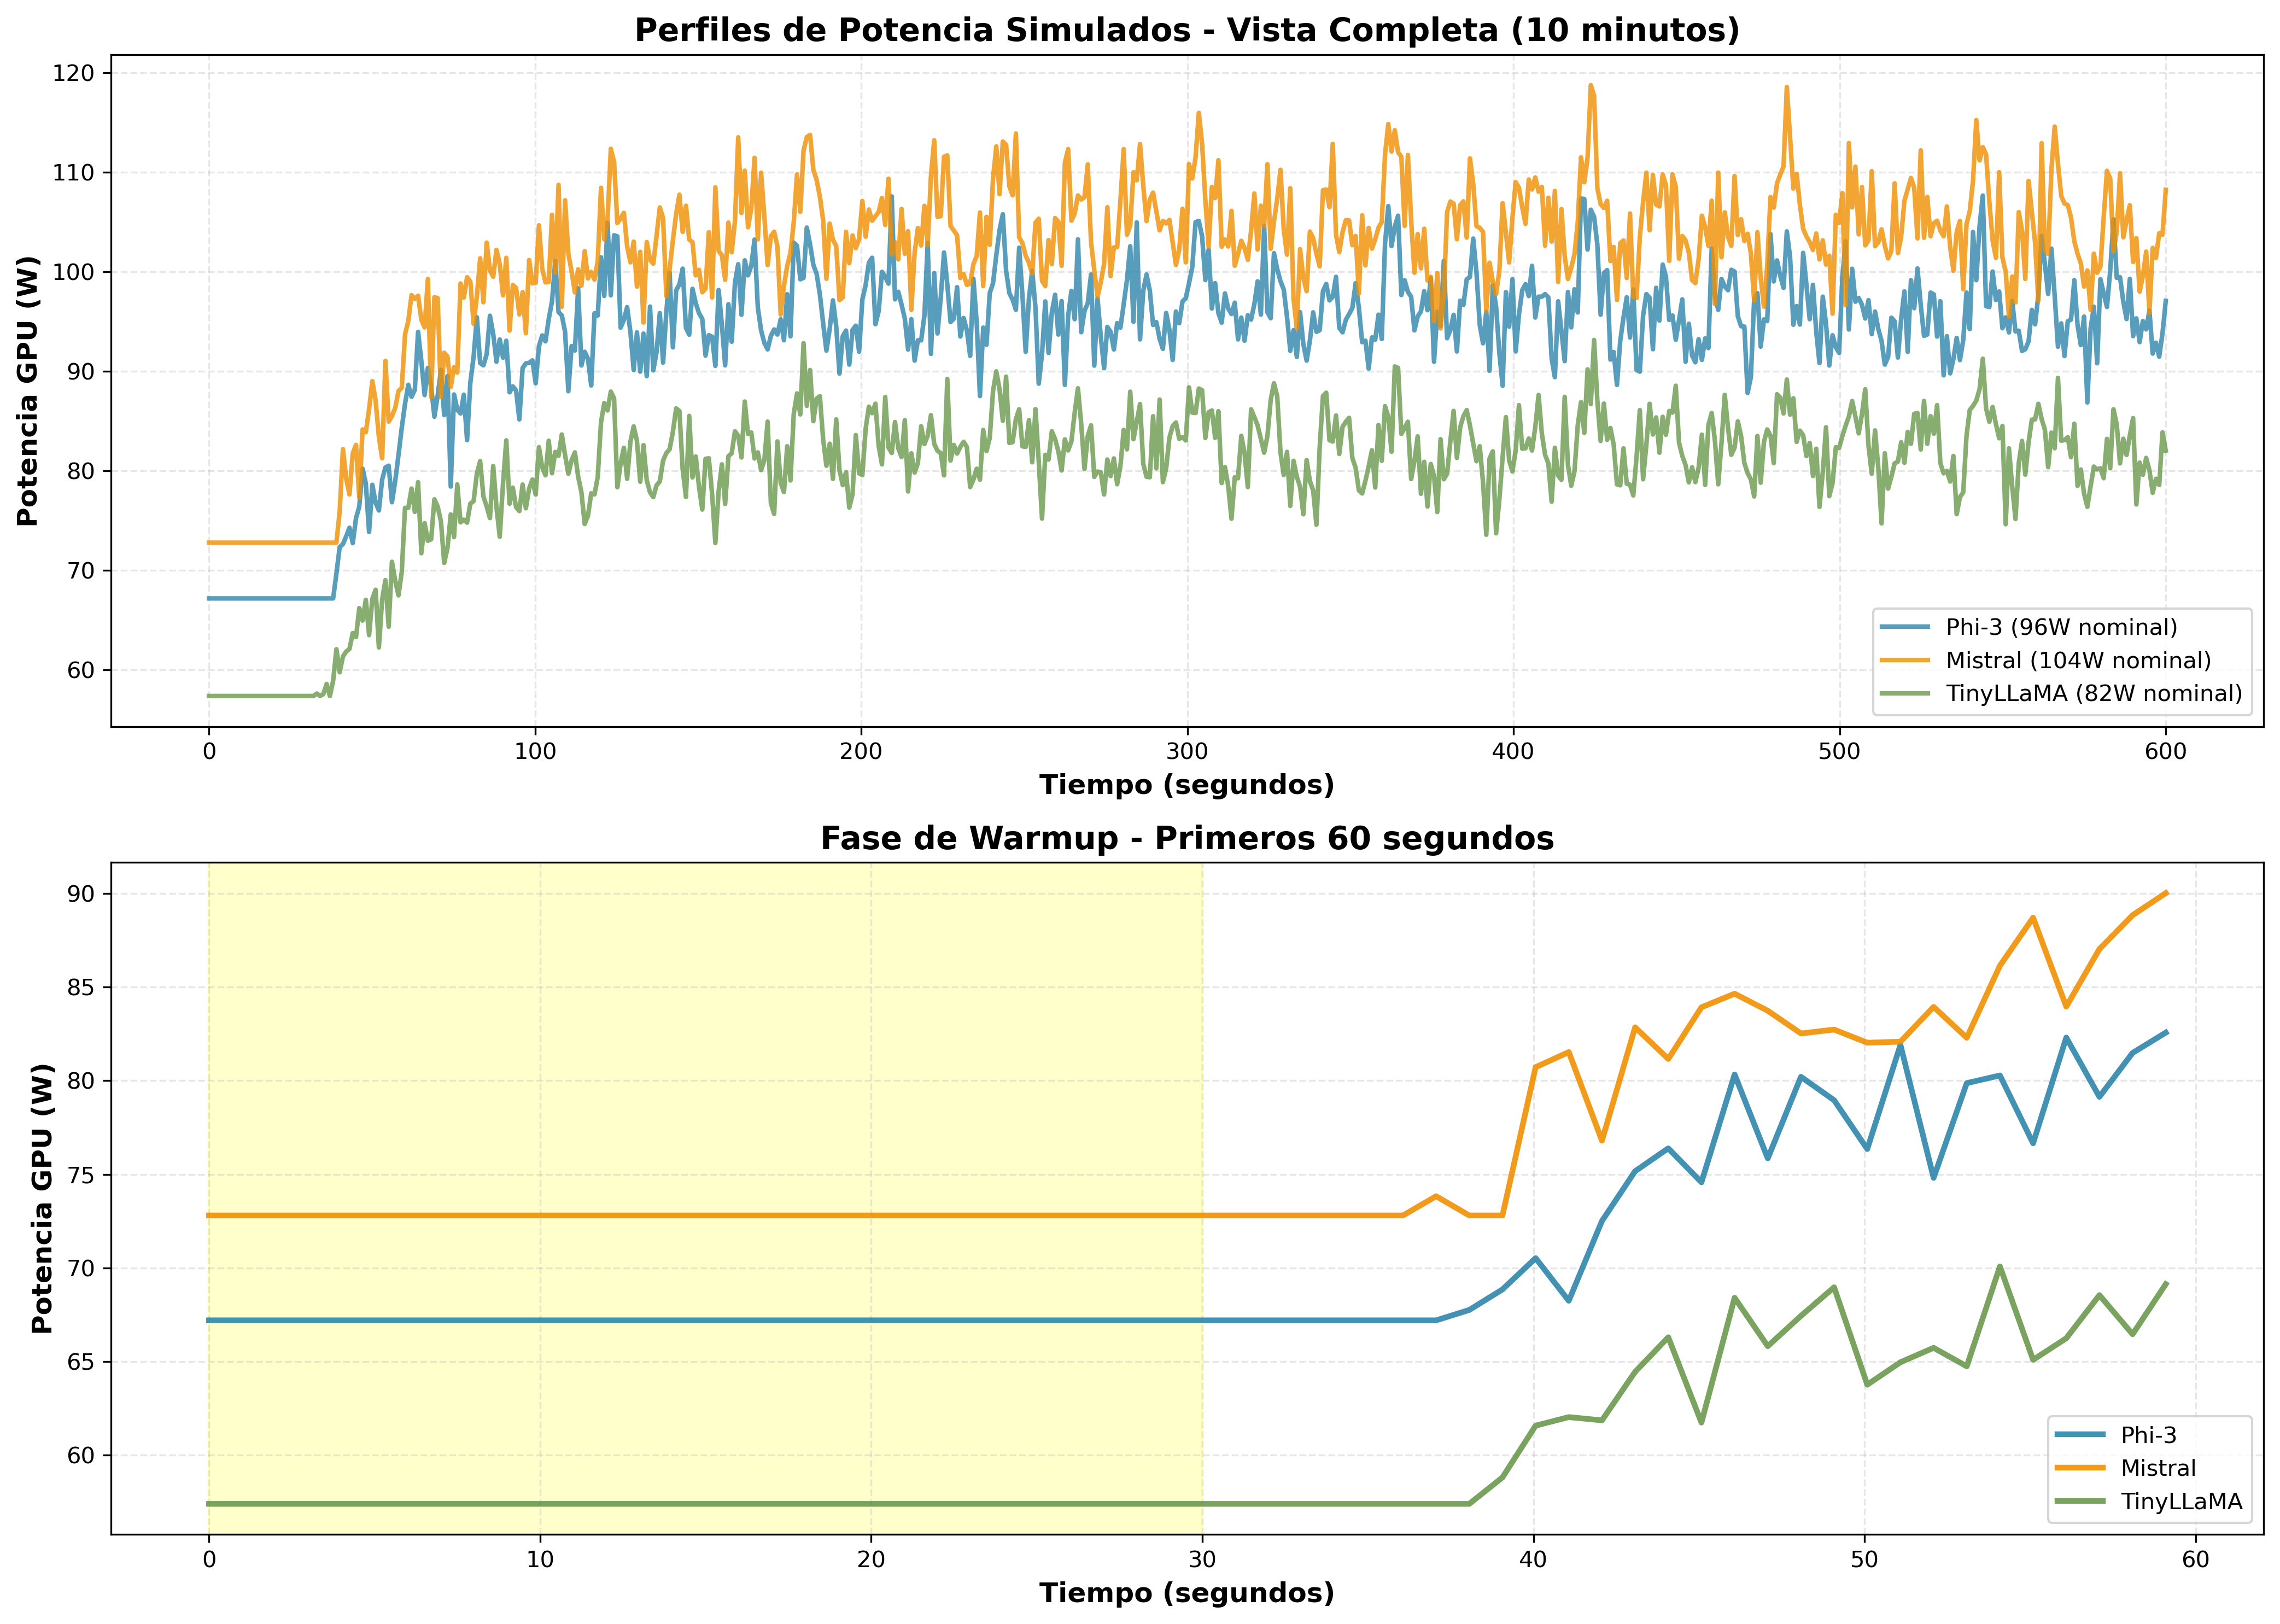 Perfiles de Potencia Simulados - Vista Completa (10 minutos)
120
110
100
90
80
70
60
Potencia GPU (W)
Phi-3 (96W nominal)
Mistral (104W nominal)
TinyLLaMA (82W nominal)
0 100 200 300 400 500 600
Tiempo (segundos)
Fase de Warmup - Primeros 60 segundos
90
85
80
75
70
65
60
Potencia GPU (W)
Phi-3
Mistral
TinyLLaMA
0 10 20 30 40 50 60
Tiempo (segundos)